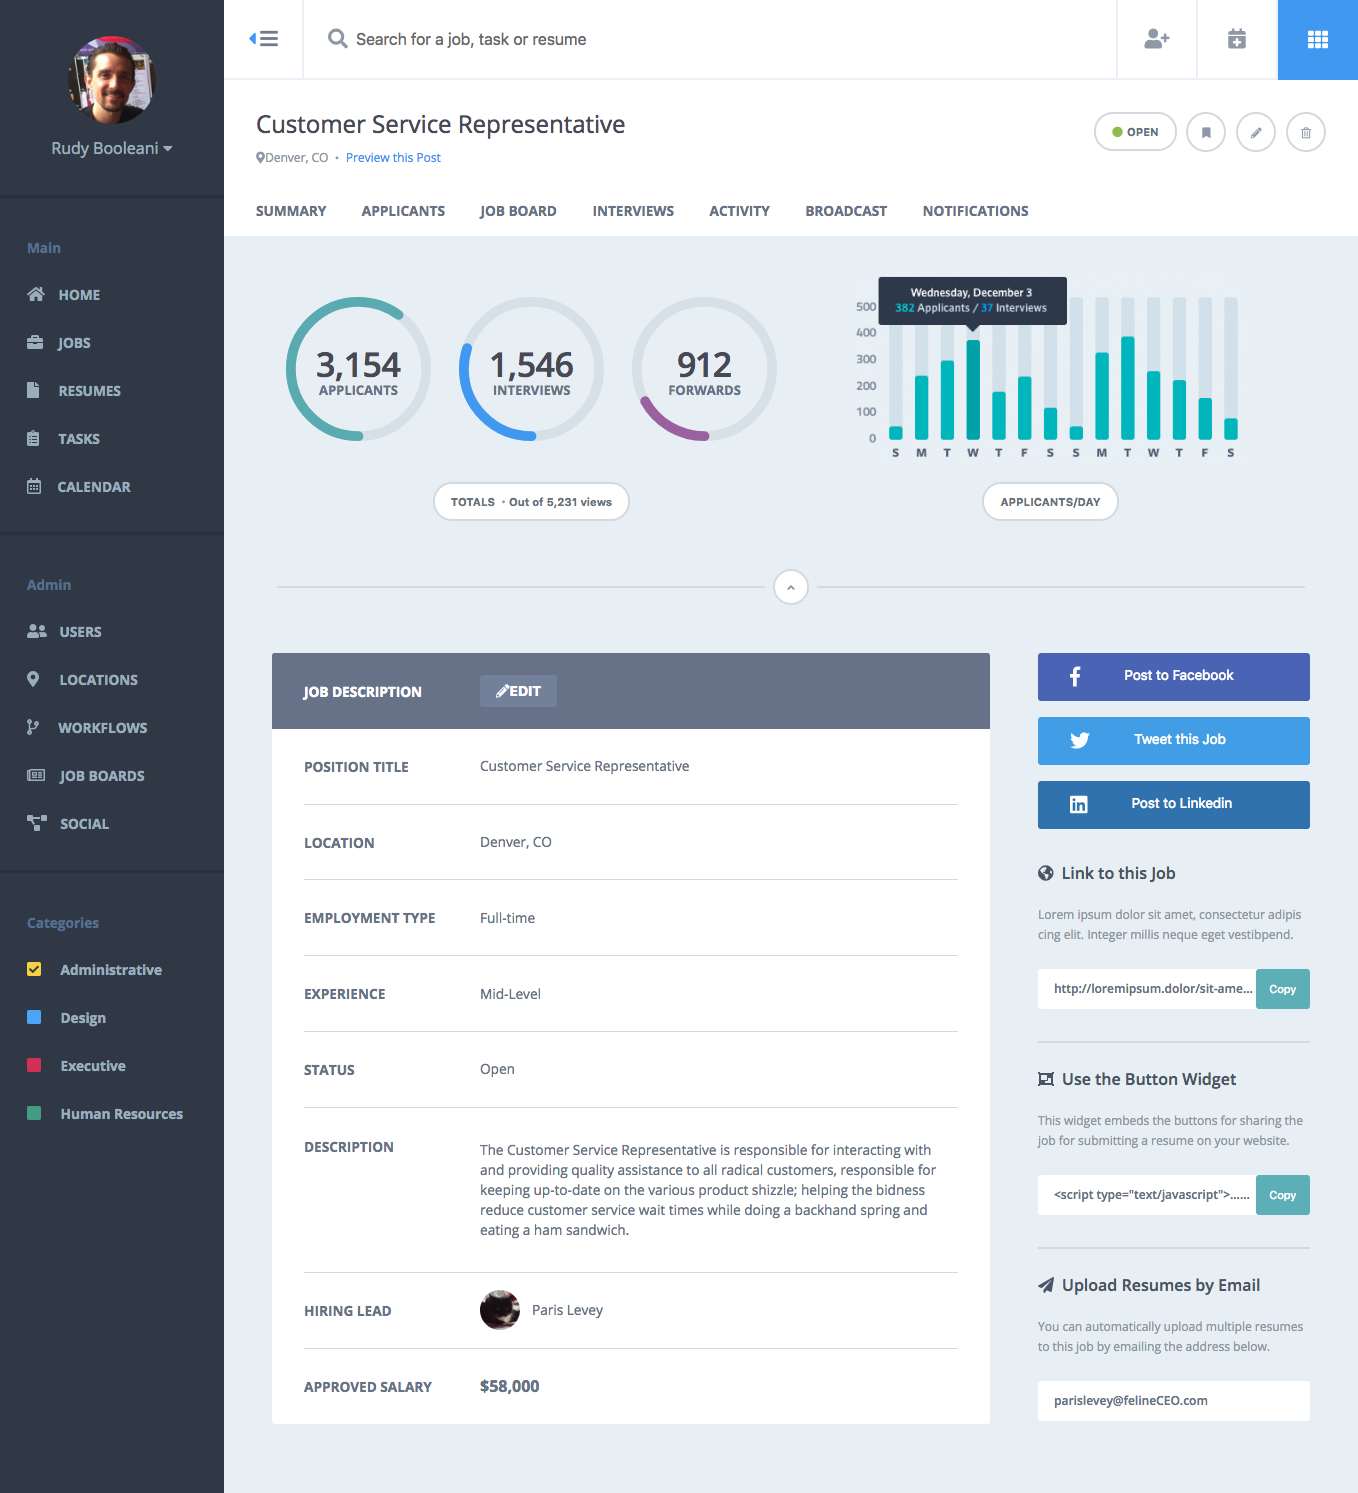 Rudy Booleani
Main
HOME
JOBS
RESUMES
TASKS
CALENDAR
Admin
USERS
LOCATIONS
WORKFLOWS
JOB BOARDS
SOCIAL
Categories
Administrative
Design
Executive
Human Resources
Search for a job, task or resume
Customer Service Representative
Denver, CO • Preview this Post
OPEN
SUMMARY APPLICANTS JOB BOARD INTERVIEWS ACTIVITY BROADCAST NOTIFICATIONS
3,154
APPLICANTS
1,546
INTERVIEWS
912
FORWARDS
TOTALS • Out of 5,231 views
Wednesday, December 3
382 Applicants / 37 Interviews
500
400
300
200
100
0
S M T W T F S S M T W T F S
APPLICANTS/DAY
JOB DESCRIPTION EDIT
POSITION TITLE Customer Service Representative
LOCATION Denver, CO
EMPLOYMENT TYPE Full-time
EXPERIENCE Mid-Level
STATUS Open
DESCRIPTION The Customer Service Representative is responsible for interacting with
and providing quality assistance to all radical customers, responsible for
keeping up-to-date on the various product shizzle; helping the bidness
reduce customer service wait times while doing a backhand spring and
eating a ham sandwich.
HIRING LEAD Paris Levey
APPROVED SALARY $58,000
Post to Facebook
Tweet this Job
Post to Linkedin
Link to this Job
Lorem ipsum dolor sit amet, consectetur adipis
cing elit. Integer millis neque eget vestibpend.
http://loremipsum.dolor/sit-ame... Copy
Use the Button Widget
This widget embeds the buttons for sharing the
job for submitting a resume on your website.
<script type="text/javascript">...... Copy
Upload Resumes by Email
You can automatically upload multiple resumes
to this job by emailing the address below.
parislevey@felineCEO.com